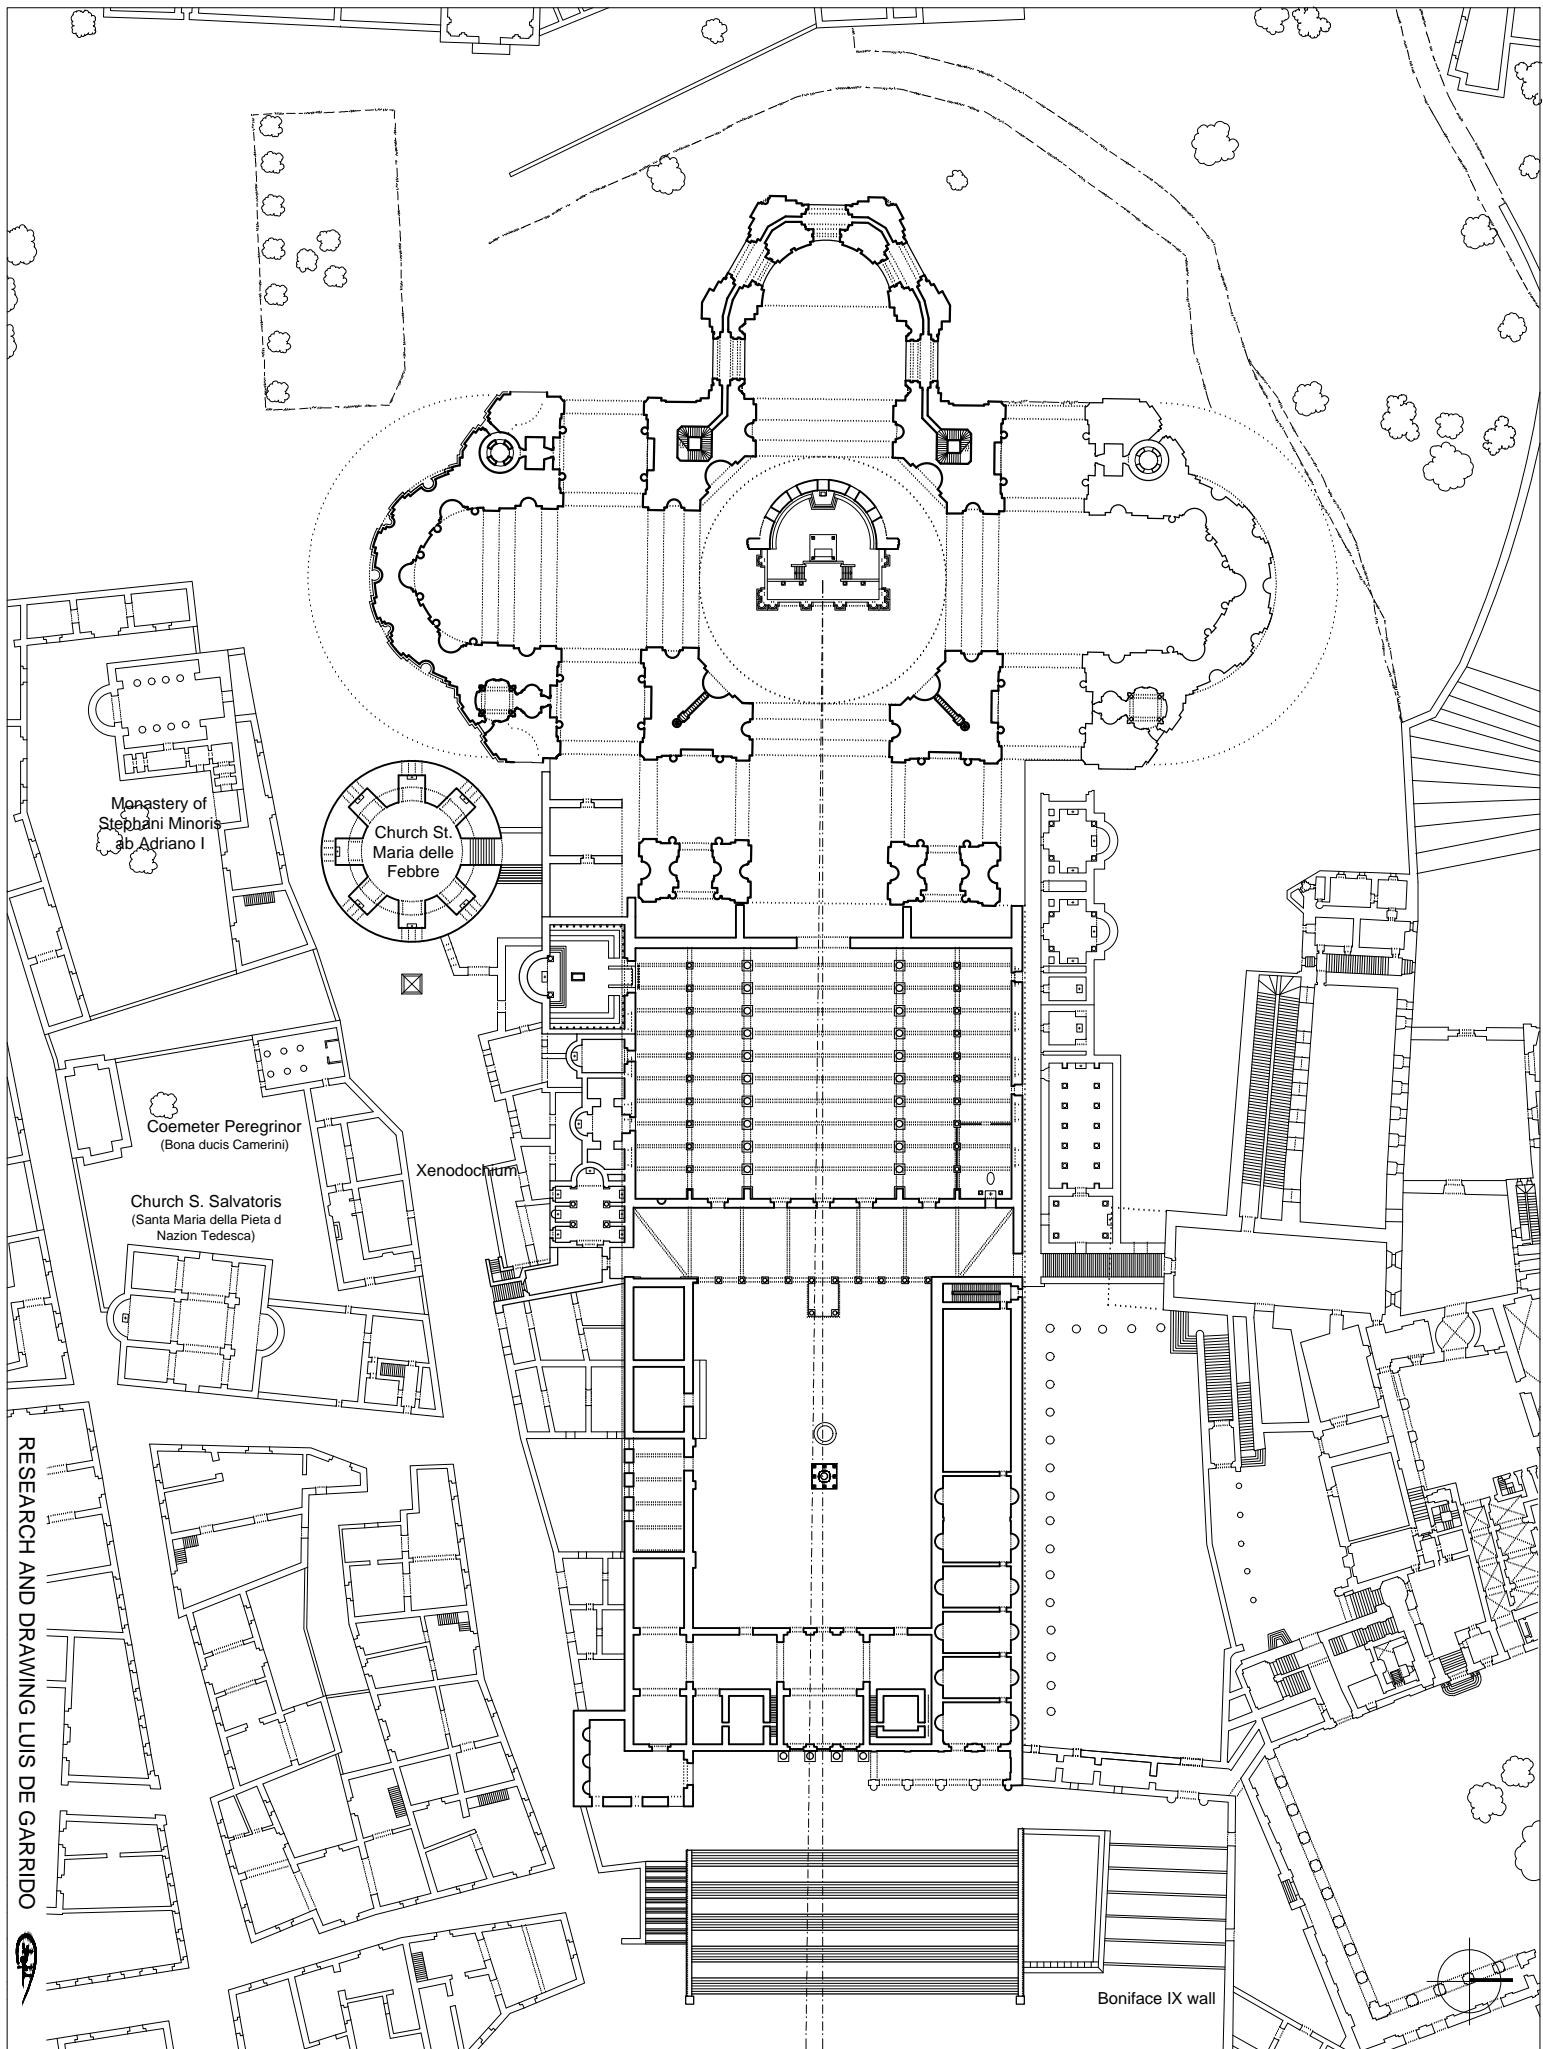 Monastery of
Stephani Minoris
ab Adriano I
Church St.
Maria delle
Febbre
Coemeter Peregrinor
(Bona ducis Camerini)
Xenodochium
Church S. Salvatoris
(Santa Maria della Pieta d
Nazion Tedesca)
RESEARCH AND DRAWING LUIS DE GARRIDO
Boniface IX wall